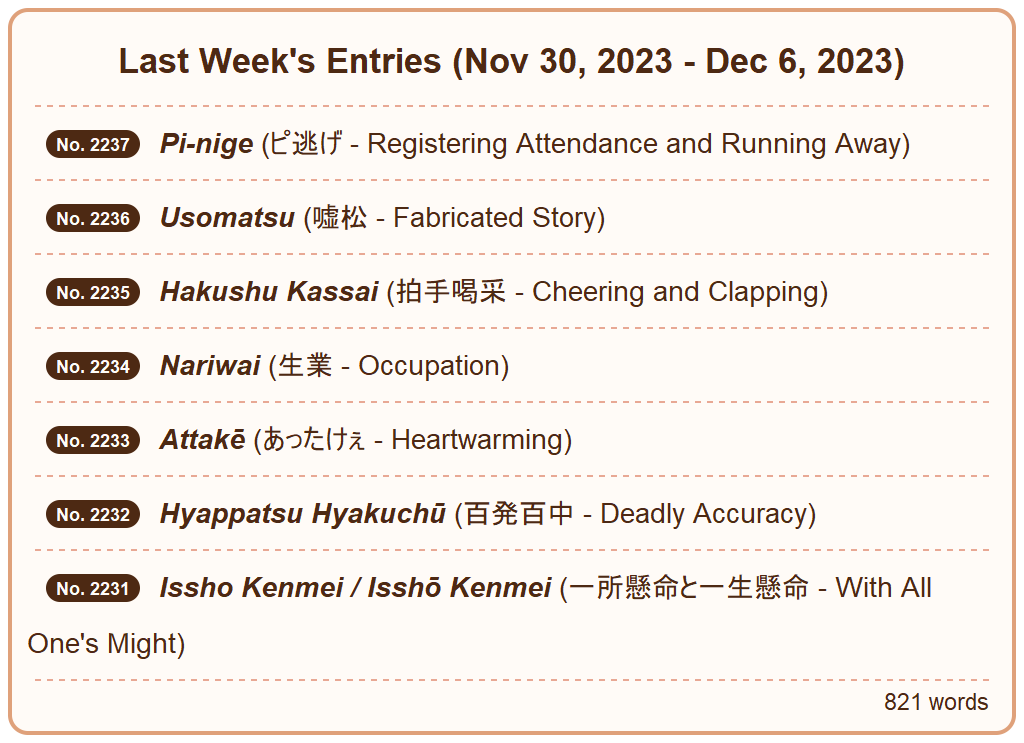 Last Week's Entries (Nov 30, 2023 - Dec 6, 2023)
No. 2237 Pi-nige (ピ逃げ - Registering Attendance and Running Away)
No. 2236 Usomatsu (嘘松 - Fabricated Story)
No. 2235 Hakushu Kassai (拍手喝采 - Cheering and Clapping)
No. 2234 Nariwai (生業 - Occupation)
No. 2233 Attakē (あったけぇ - Heartwarming)
No. 2232 Hyappatsu Hyakuchū (百発百中 - Deadly Accuracy)
No. 2231 Issho Kenmei / Isshō Kenmei (一所懸命と一生懸命 - With All
One's Might)
821 words